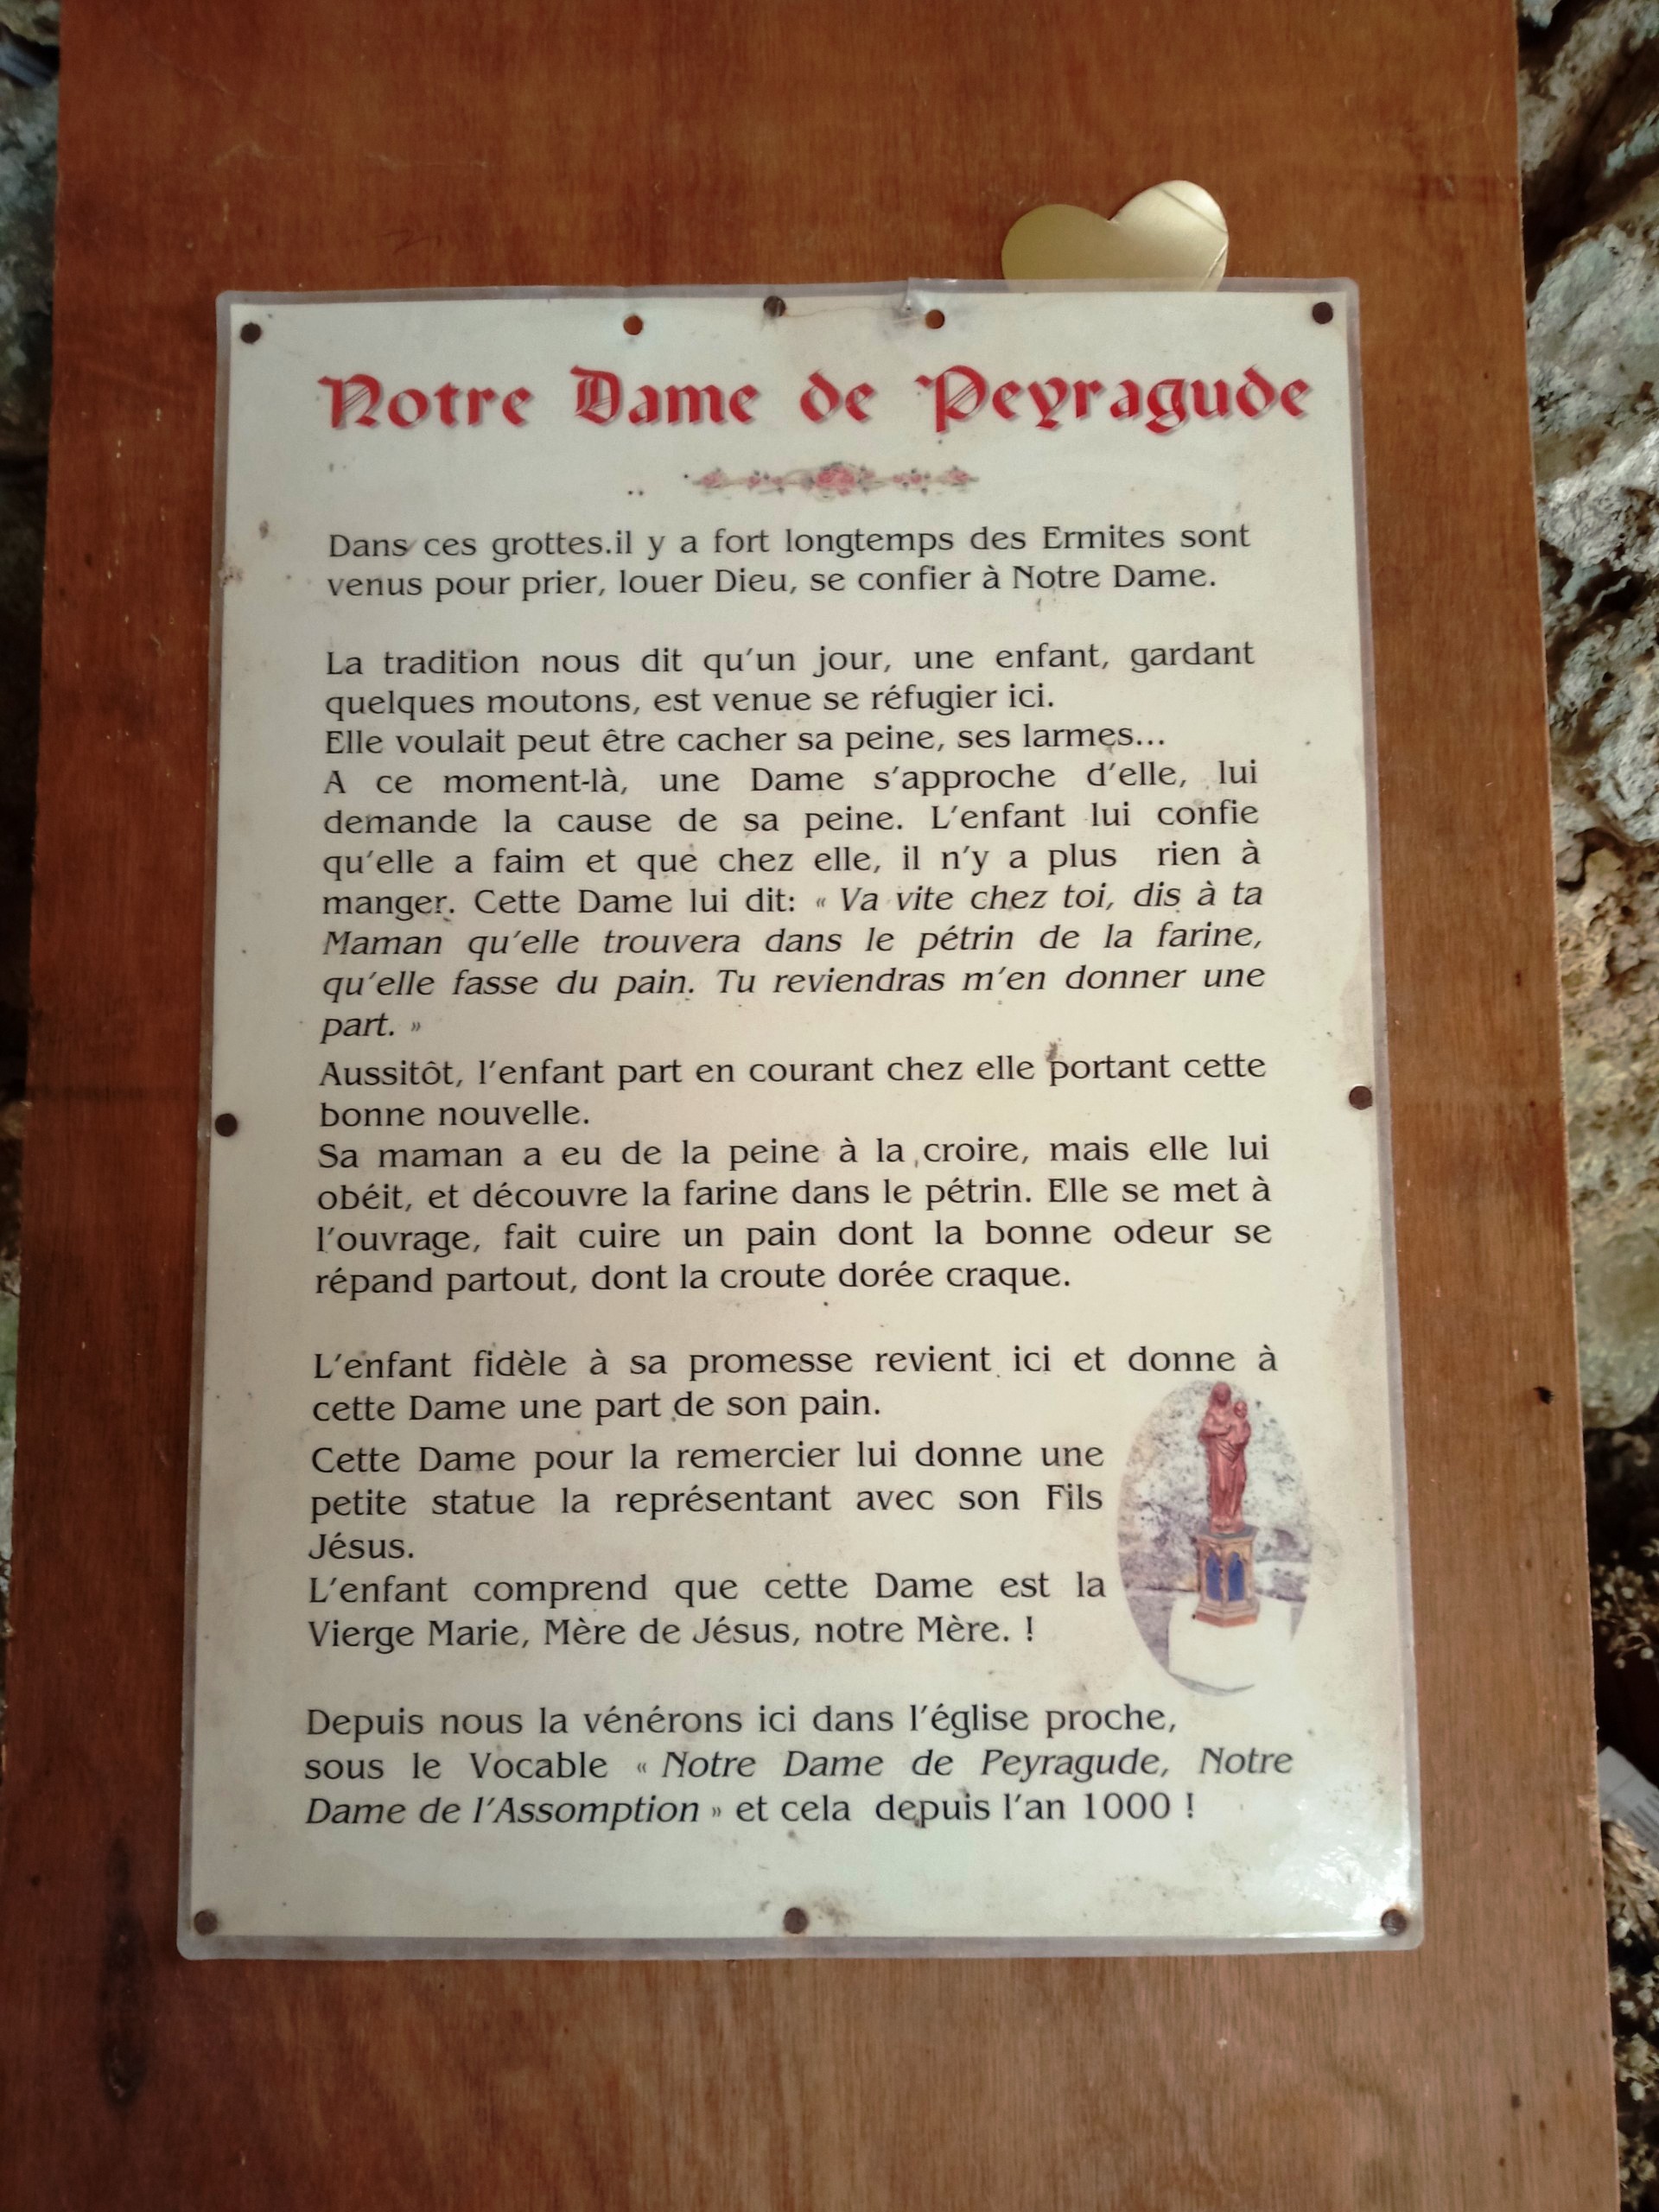 Notre Dame de Peyragude
Dans ces grottes.il y a fort longtemps des Ermites sont
venus pour prier, louer Dieu, se confier à Notre Dame.
La tradition nous dit qu'un jour, une enfant, gardant
quelques moutons, est venue se réfugier ici.
Elle voulait peut être cacher sa peine, ses larmes...
A ce moment-là, une Dame s'approche d'elle, lui
demande la cause de sa peine. L'enfant lui confie
qu'elle a faim et que chez elle, il n'y a plus rien à
manger. Cette Dame lui dit: « Va vite chez toi, dis à ta
Maman qu'elle trouvera dans le pétrin de la farine,
qu'elle fasse du pain. Tu reviendras m'en donner une
part. »
Aussitôt, l'enfant part en courant chez elle portant cette
bonne nouvelle.
Sa maman a eu de la peine à la croire, mais elle lui
obéit, et découvre la farine dans le pétrin. Elle se met à
l'ouvrage, fait cuire un pain dont la bonne odeur se
répand partout, dont la croute dorée craque.
L'enfant fidèle à sa promesse revient ici et donne à
cette Dame une part de son pain.
Cette Dame pour la remercier lui donne une
petite statue la représentant avec son Fils
Jésus.
L'enfant comprend que cette Dame est la
Vierge Marie, Mère de Jésus, notre Mère. !
Depuis nous la vénérons ici dans l'église proche,
sous le Vocable « Notre Dame de Peyragude, Notre
Dame de l'Assomption » et cela depuis l'an 1000 !